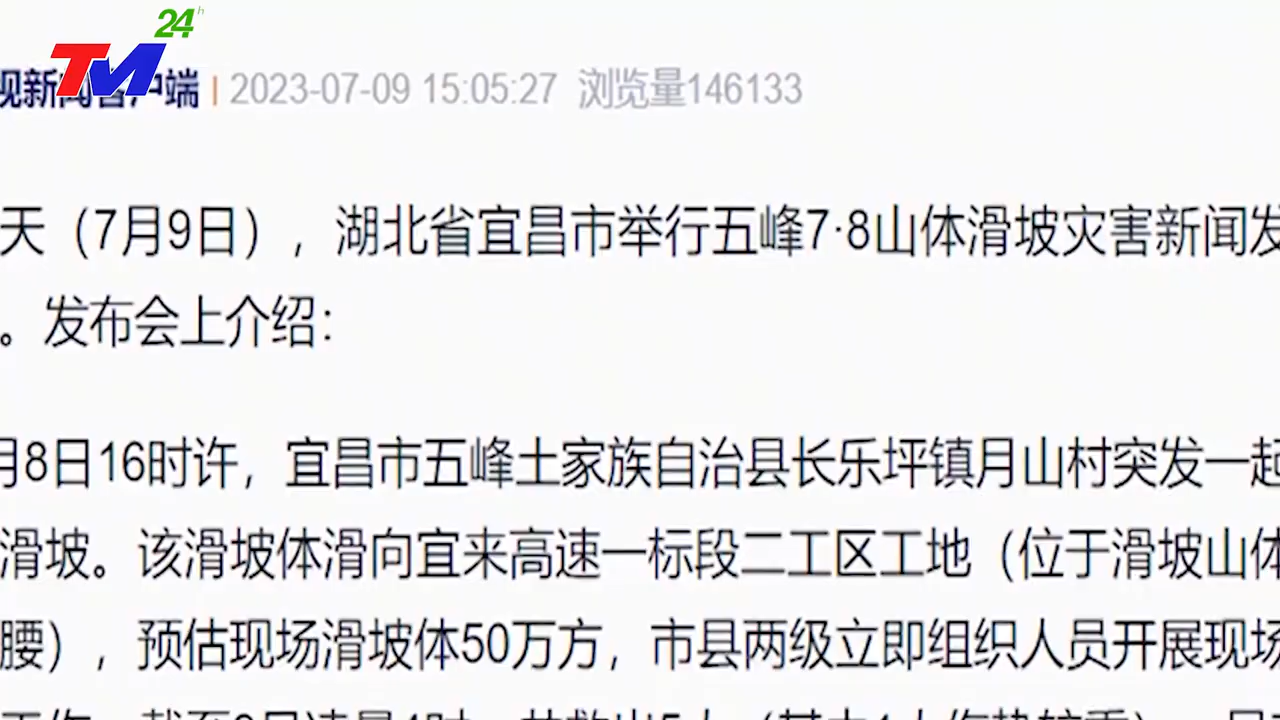 24h
TVM
视新闻客户端 | 2023-07-09 15:05:27 浏览量146133
天（7月9日），湖北省宜昌市举行五峰7·8山体滑坡灾害新闻发
。发布会上介绍：
月8日16时许，宜昌市五峰土家族自治县长乐坪镇月山村突发一起
滑坡。该滑坡体滑向宜来高速一标段二工区工地（位于滑坡山体
腰），预估现场滑坡体50万方，市县两级立即组织人员开展现场